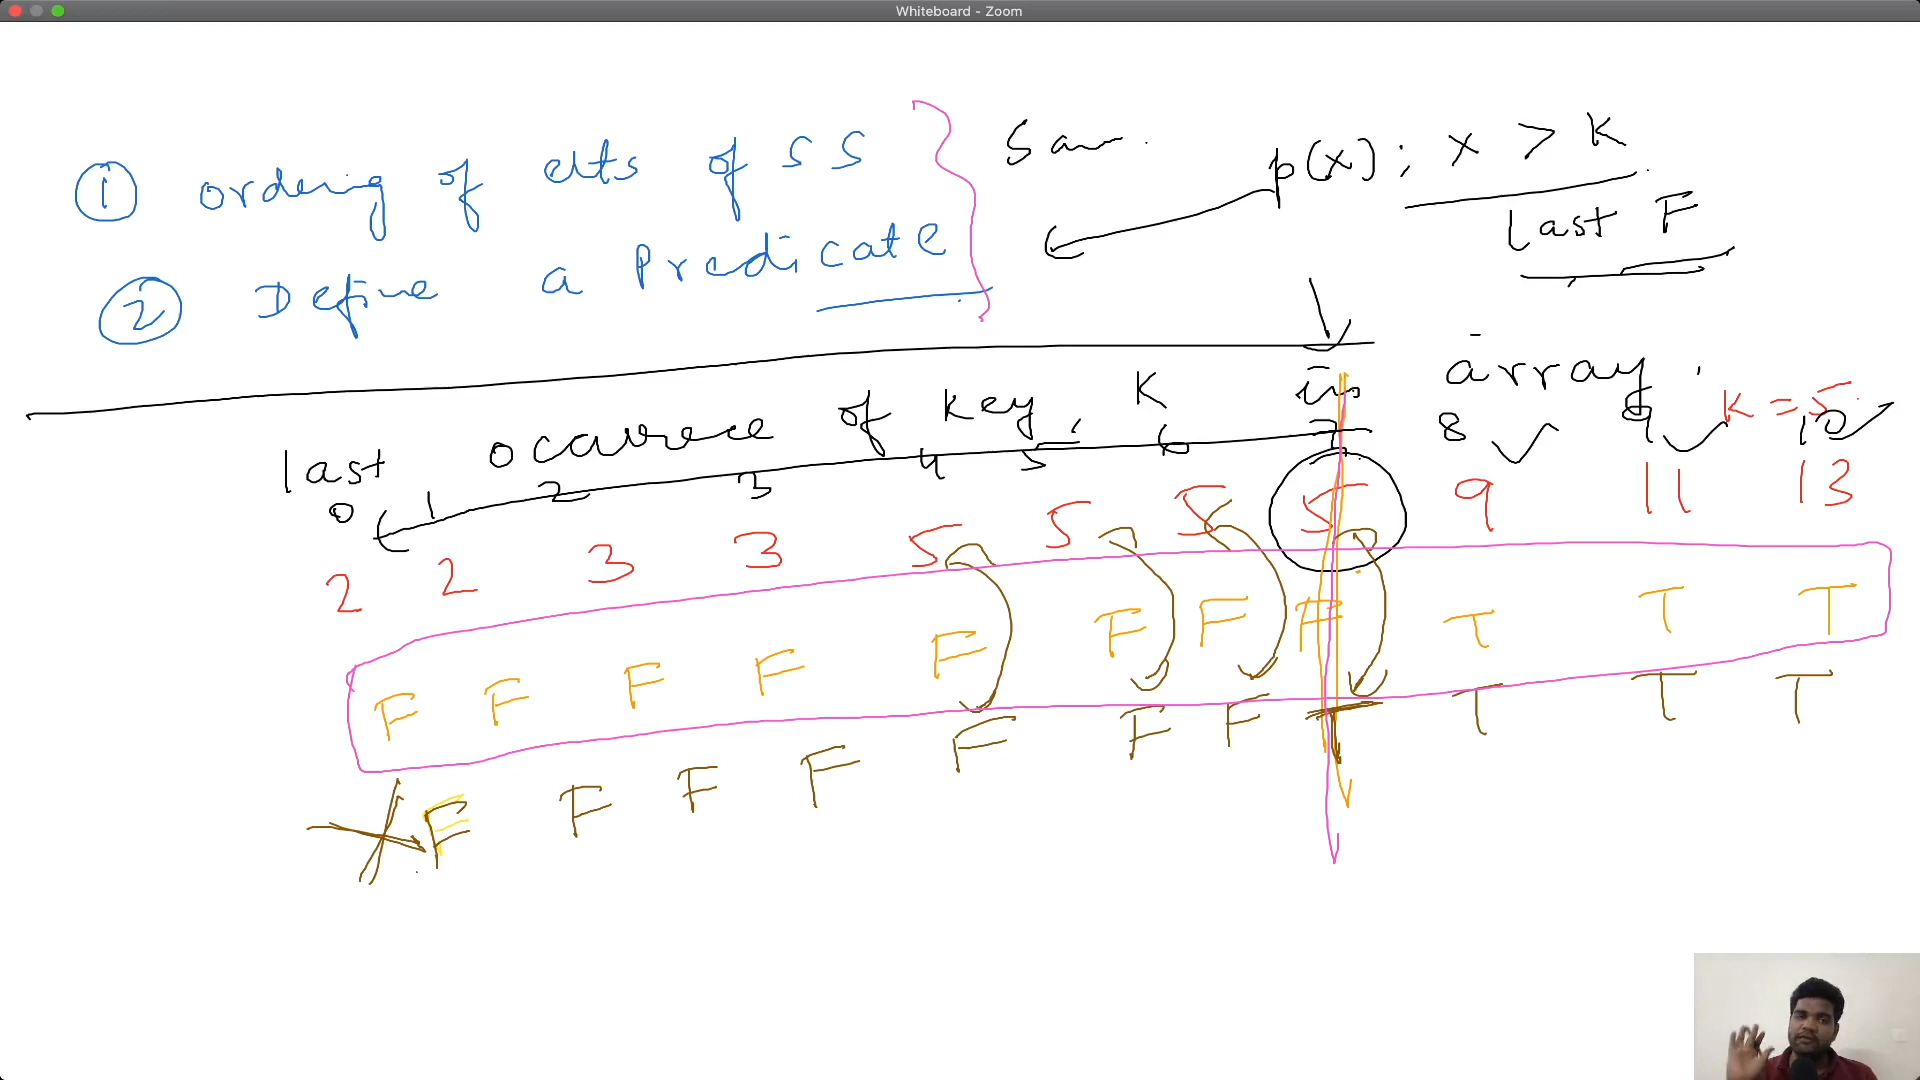 Whiteboard - Zoom
① ordering of elts of S S
② Define a Predicate
San.
p(x); x > K
last F
last ocurrece of key, K in array.
K = 5
0 1 2 3 4 5 6 7 8 9 10
2 2 3 3 5 5 5 5 9 11 13
F F F F F F F F T T T
F F F F F F F T T T T